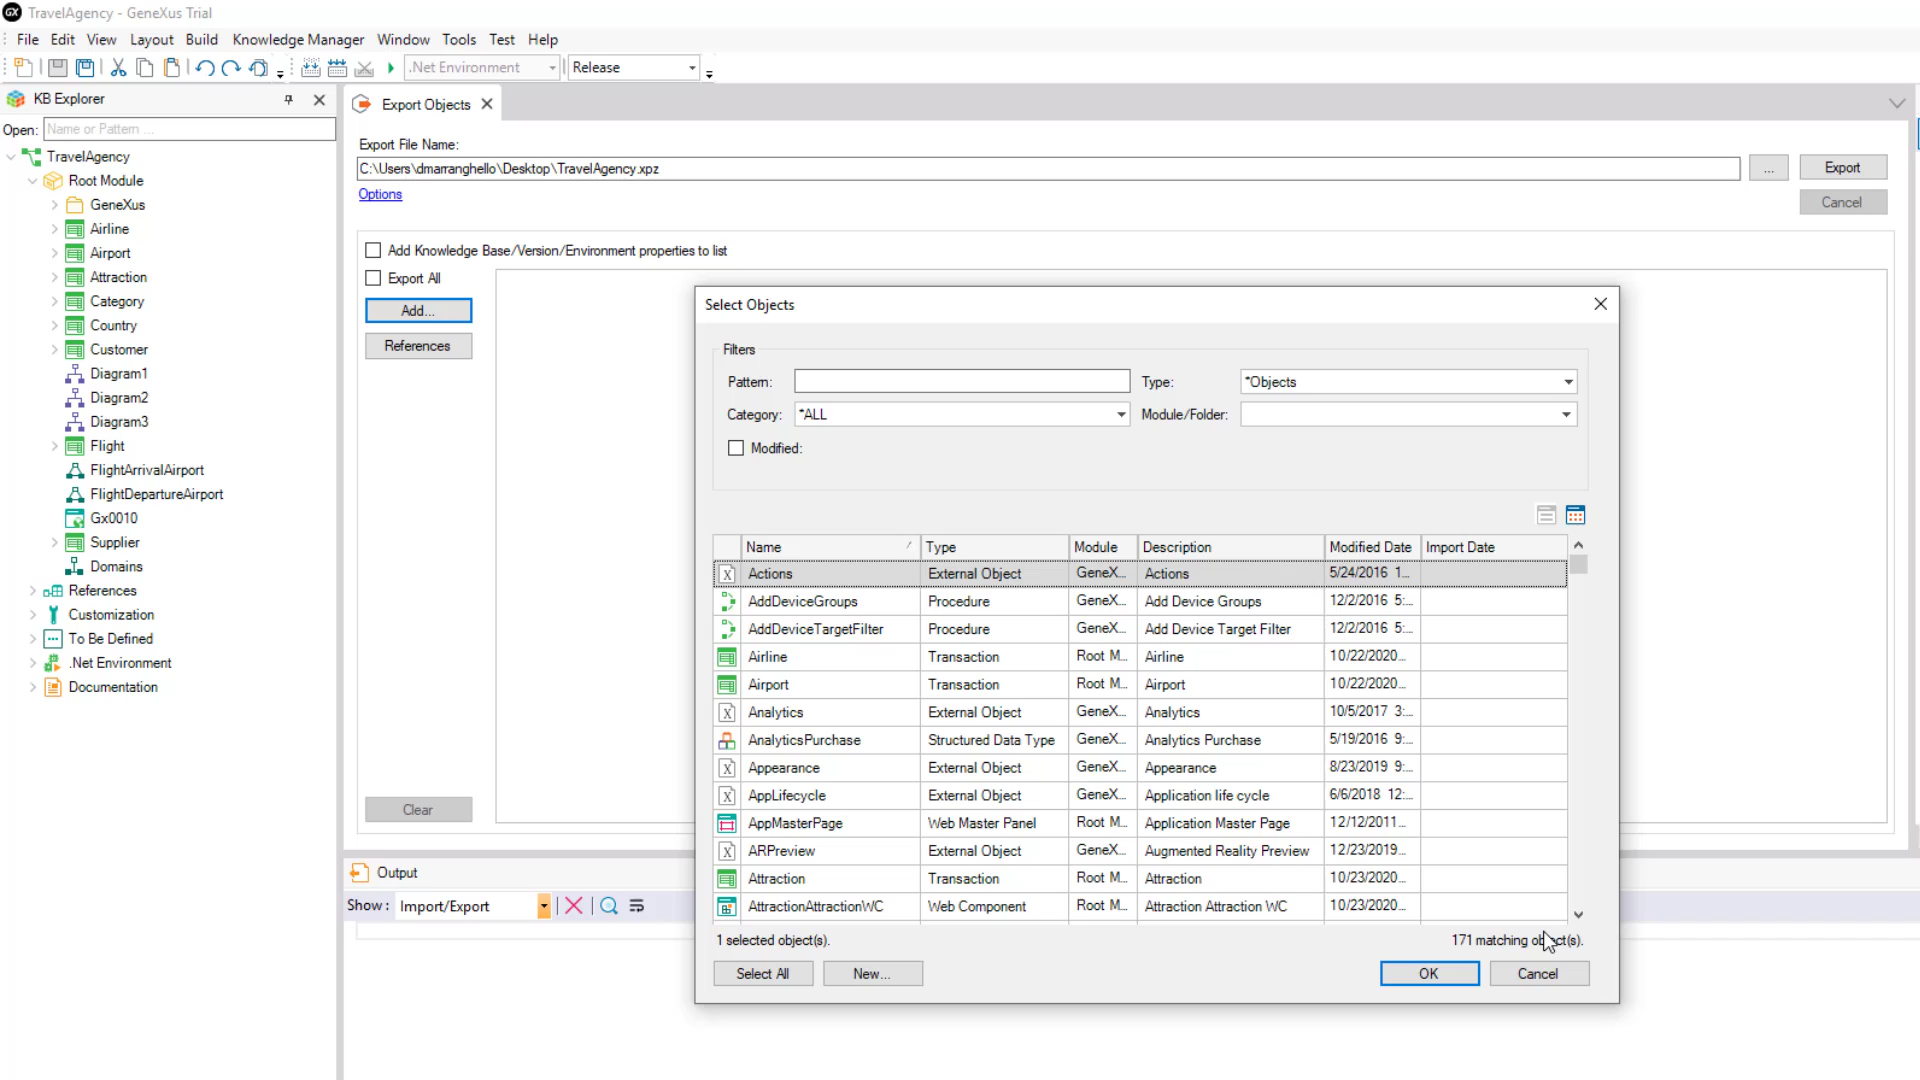 TravelAgency - GeneXus Trial
File Edit View Layout Build Knowledge Manager Window Tools Test Help
.Net Environment Release
KB Explorer
Open: Name or Pattern ...
TravelAgency
Root Module
GeneXus
Airline
Airport
Attraction
Category
Country
Customer
Diagram1
Diagram2
Diagram3
Flight
FlightArrivalAirport
FlightDepartureAirport
Gx0010
Supplier
Domains
References
Customization
To Be Defined
.Net Environment
Documentation
Export Objects
Export File Name:
C:\Users\dmarranghello\Desktop\TravelAgency.xpz ... Export
Options
Cancel
Add Knowledge Base/Version/Environment properties to list
Export All
Add...
References
Clear
Select Objects
Filters
Pattern: Type: *Objects
Category: *ALL Module/Folder:
Modified:
Name Type Module Description Modified Date Import Date
Actions External Object GeneX... Actions 5/24/2016 1...
AddDeviceGroups Procedure GeneX... Add Device Groups 12/2/2016 5:...
AddDeviceTargetFilter Procedure GeneX... Add Device Target Filter 12/2/2016 5:...
Airline Transaction Root M... Airline 10/22/2020...
Airport Transaction Root M... Airport 10/22/2020...
Analytics External Object GeneX... Analytics 10/5/2017 3:...
AnalyticsPurchase Structured Data Type GeneX... Analytics Purchase 5/19/2016 9:...
Appearance External Object GeneX... Appearance 8/23/2019 9:...
AppLifecycle External Object GeneX... Application life cycle 6/6/2018 12:...
AppMasterPage Web Master Panel Root M... Application Master Page 12/12/2011...
ARPreview External Object GeneX... Augmented Reality Preview 12/23/2019...
Attraction Transaction Root M... Attraction 10/23/2020...
AttractionAttractionWC Web Component Root M... Attraction Attraction WC 10/23/2020...
1 selected object(s). 171 matching object(s).
Select All New... OK Cancel
Output
Show: Import/Export